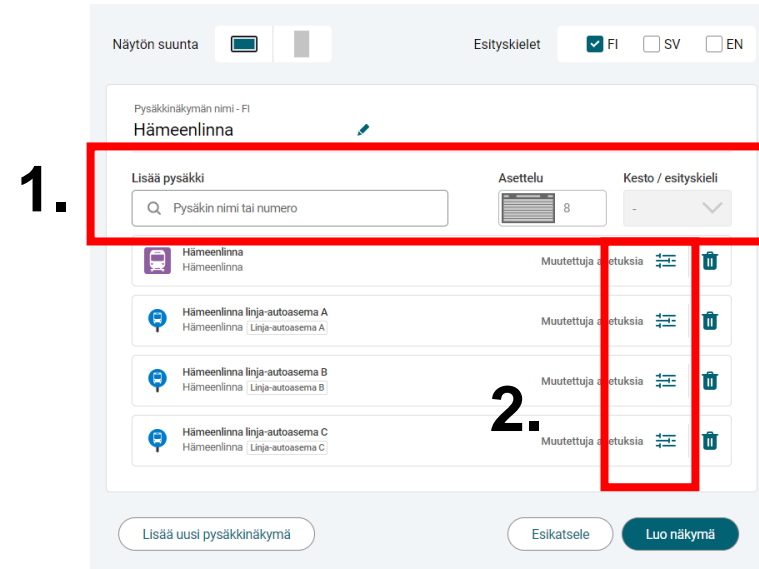 Näytön suunta
Esityskielet FI SV EN
Pysäkkinäkymän nimi - FI
Hämeenlinna
1.
Lisää pysäkki Asettelu Kesto / esityskieli
Pysäkin nimi tai numero 8 -
Hämeenlinna
Hämeenlinna
Muutettuja asetuksia
Hämeenlinna linja-autoasema A
Hämeenlinna Linja-autoasema A
Muutettuja asetuksia
Hämeenlinna linja-autoasema B
Hämeenlinna Linja-autoasema B
Muutettuja asetuksia
2.
Hämeenlinna linja-autoasema C
Hämeenlinna Linja-autoasema C
Muutettuja asetuksia
Lisää uusi pysäkkinäkymä Esikatsele Luo näkymä